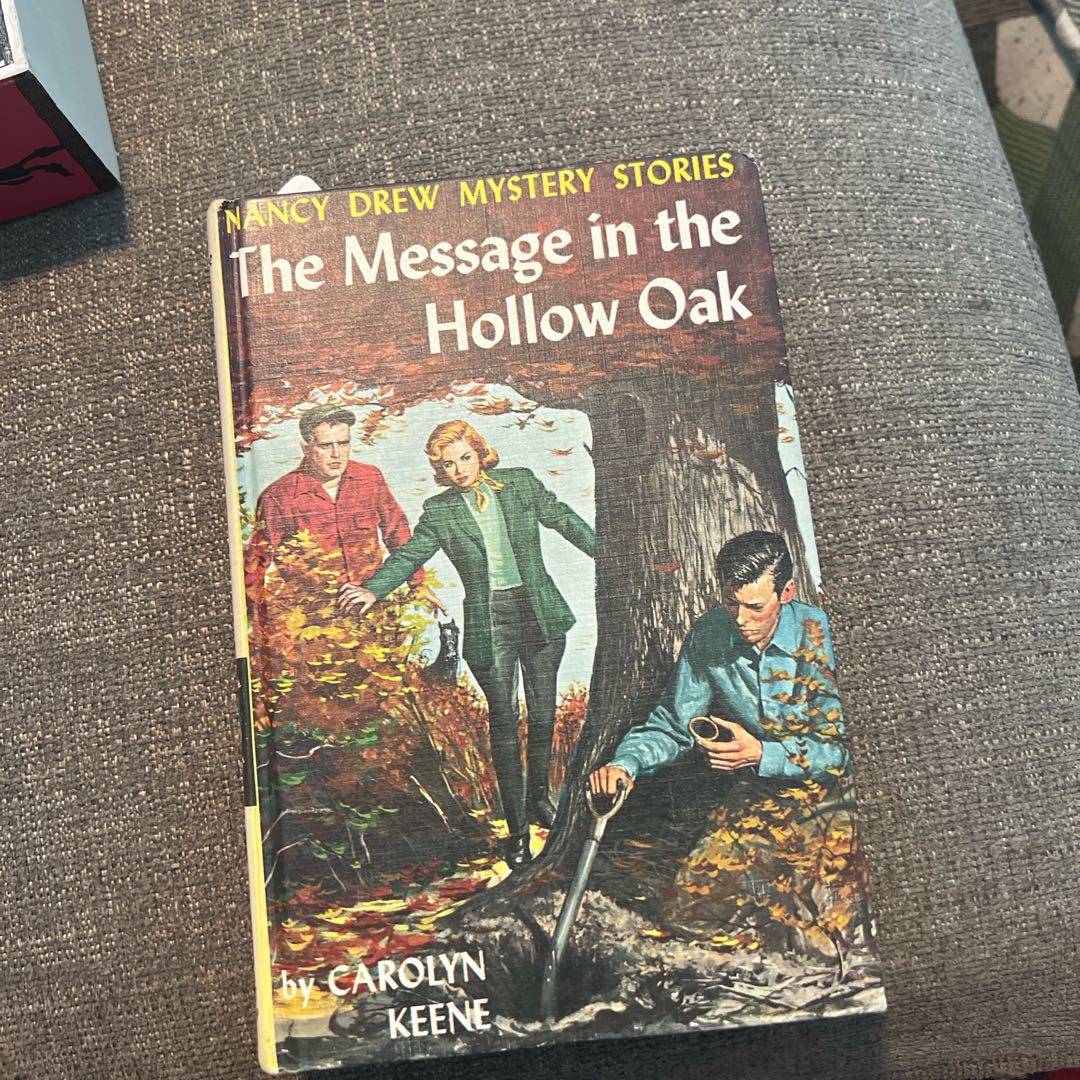 NANCY DREW MYSTERY STORIES
The Message in the
Hollow Oak
by CAROLYN
KEENE